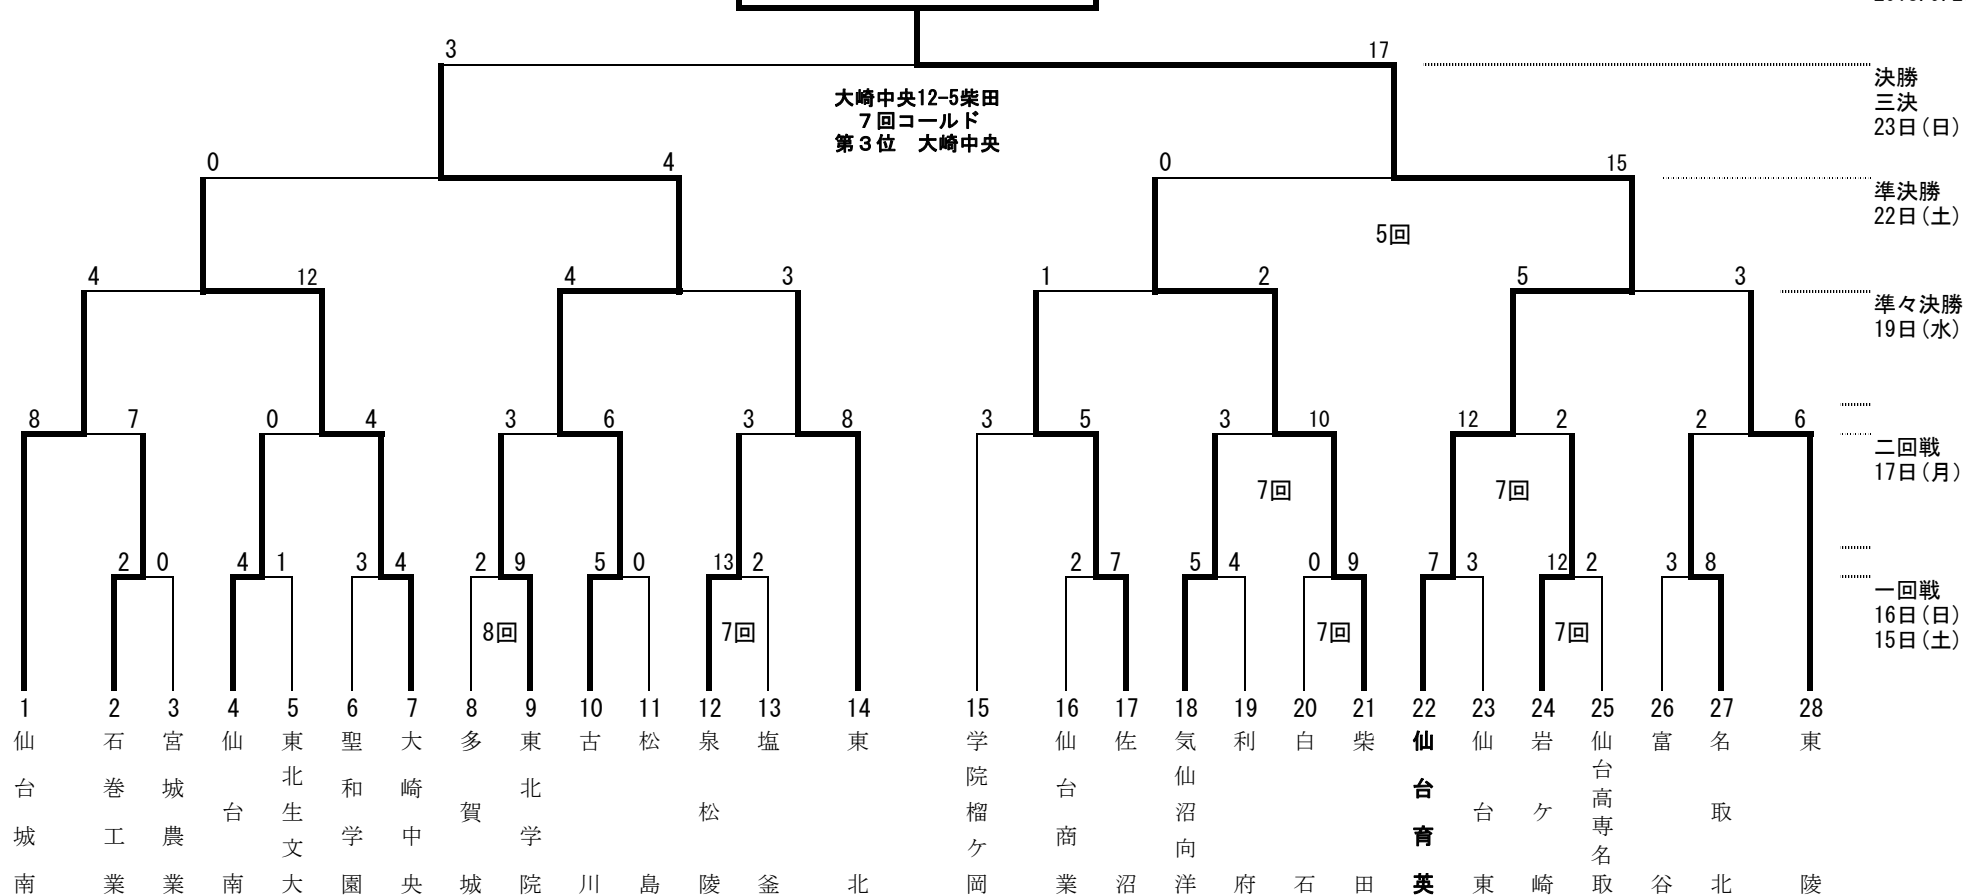 3
17
決勝
三決
23日(日)
大崎中央12-5柴田
７回コールド
第３位　大崎中央
0
4
0
15
準決勝
22日(土)
5回
4
12
4
3
1
2
5
3
準々決勝
19日(水)
8
7
0
4
3
6
3
8
3
5
3
10
12
2
2
6
二回戦
17日(月)
7回
7回
2
0
4
1
3
4
2
9
5
0
13
2
2
7
5
4
0
9
7
3
12
2
3
8
一回戦
16日(日)
15日(土)
8回
7回
7回
7回
1
仙台城南
2
石巻工業
3
宮城農業
4
仙台南
5
東北生文大
6
聖和学園
7
大崎中央
8
多賀城
9
東北学院
10
古川
11
松島
12
泉松陵
13
塩釜
14
東北
15
学院榴ケ岡
16
仙台商業
17
佐沼
18
気仙沼向洋
19
利府
20
白石
21
柴田
22
仙台育英
23
仙台東
24
岩ケ崎
25
仙台高専名取
26
富谷
27
名取北
28
東陵